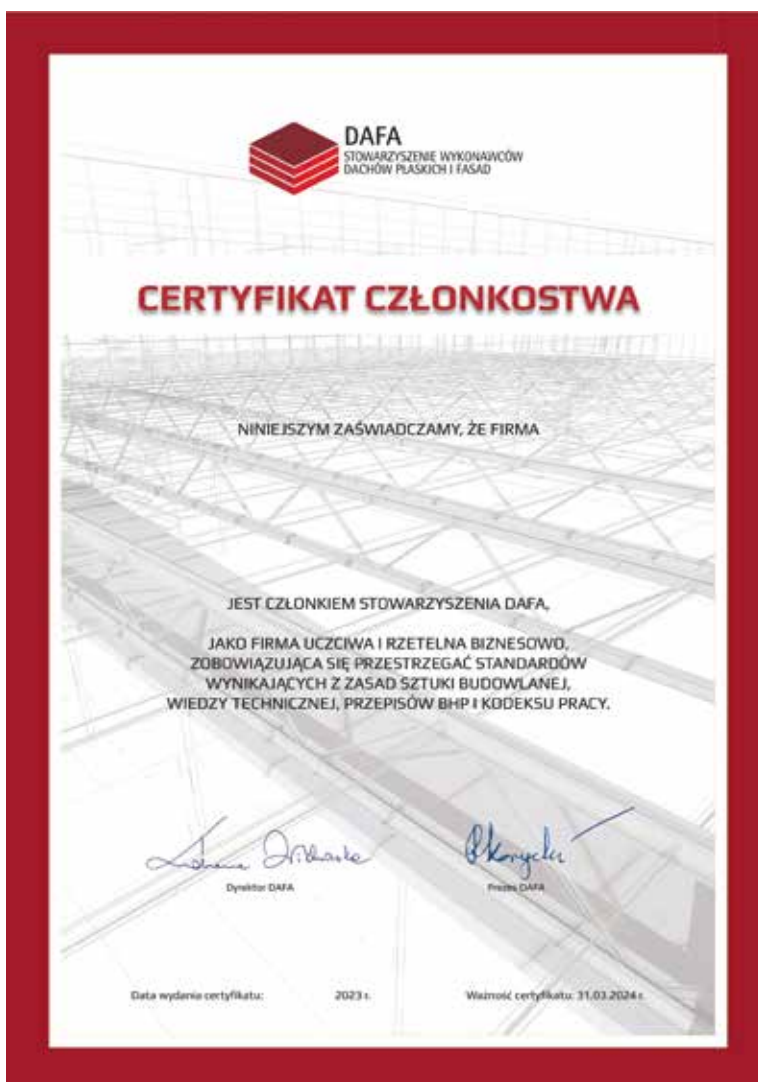 DAFA
STOWARZYSZENIE WYKONAWCÓW
DACHÓW PŁASKICH I FASAD
CERTYFIKAT CZŁONKOSTWA
NINIEJSZYM ZAŚWIADCZAMY, ŻE FIRMA
JEST CZŁONKIEM STOWARZYSZENIA DAFA,
JAKO FIRMA UCZCIWA I RZETELNA BIZNESOWO,
ZOBOWIĄZUJĄCA SIĘ PRZESTRZEGAĆ STANDARDÓW
WYNIKAJĄCYCH Z ZASAD SZTUKI BUDOWLANEJ,
WIEDZY TECHNICZNEJ, PRZEPISÓW BHP I KODEKSU PRACY.
Dyrektor DAFA
Prezes DAFA
Data wydania certyfikatu: 2023 r. Ważność certyfikatu: 31.03.2024 r.